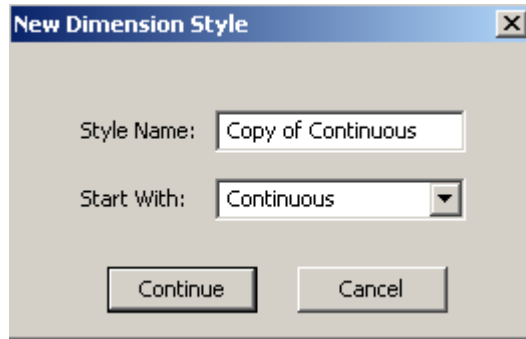 New Dimension Style
Style Name: Copy of Continuous
Start With: Continuous
Continue Cancel